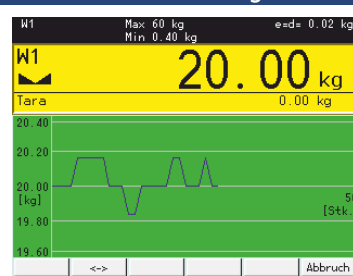 W1 Max 60 kg e=d= 0.02 kg
Min 0.40 kg
W1
20.00 kg
Tara 0.00 kg
20.40
20.20
20.00
[kg]
[Stk.
19.80
19.60
<-> Abbruch